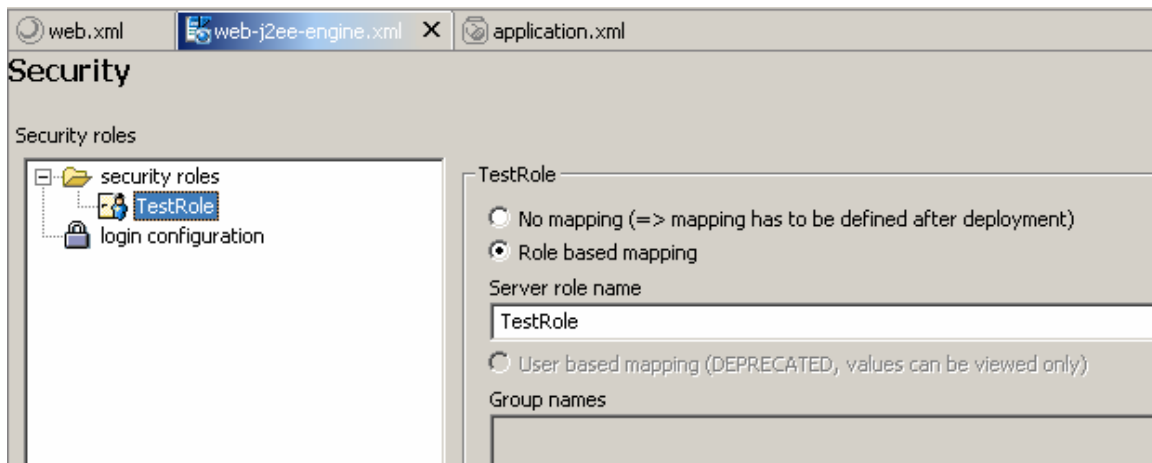 web.xml web-j2ee-engine.xml application.xml
Security
Security roles
security roles
TestRole
login configuration
TestRole
No mapping (=> mapping has to be defined after deployment)
Role based mapping
Server role name
TestRole
User based mapping (DEPRECATED, values can be viewed only)
Group names